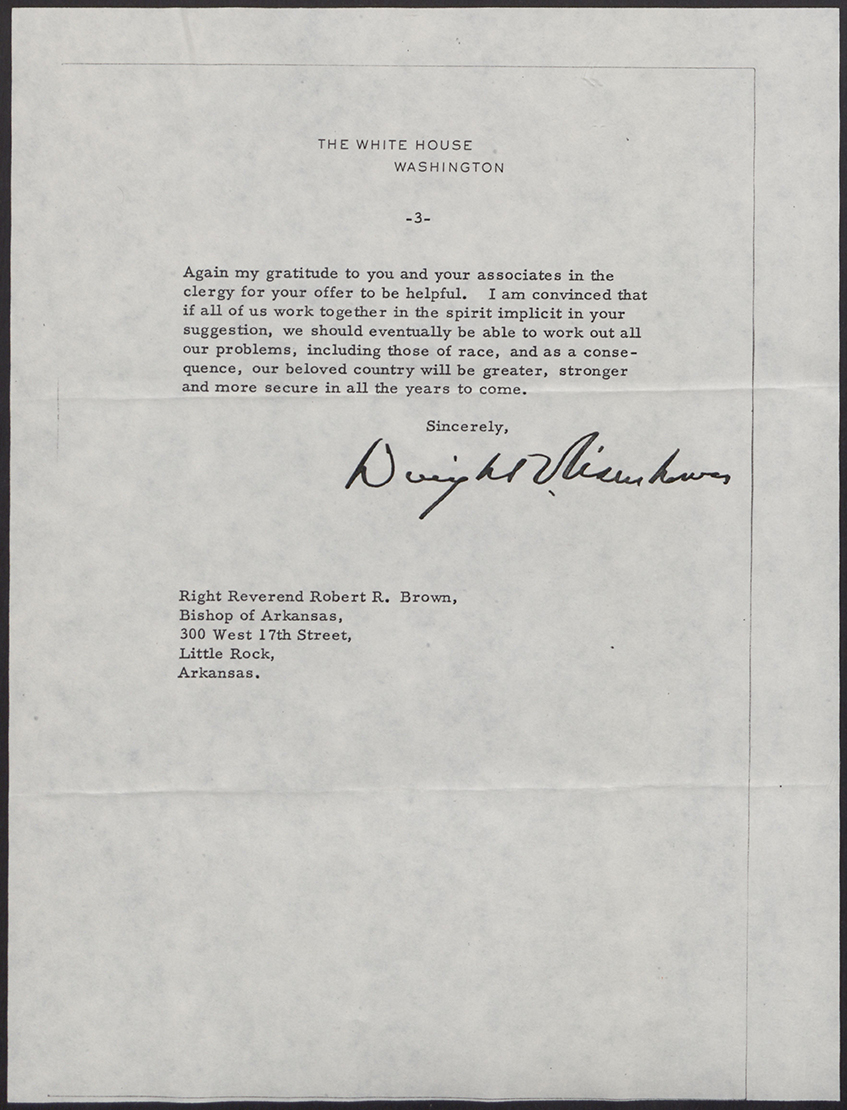 THE WHITE HOUSE
WASHINGTON
-3-
Again my gratitude to you and your associates in the
clergy for your offer to be helpful. I am convinced that
if all of us work together in the spirit implicit in your
suggestion, we should eventually be able to work out all
our problems, including those of race, and as a conse-
quence, our beloved country will be greater, stronger
and more secure in all the years to come.
Sincerely,
Dwight D Eisenhower
Right Reverend Robert R. Brown,
Bishop of Arkansas,
300 West 17th Street,
Little Rock,
Arkansas.